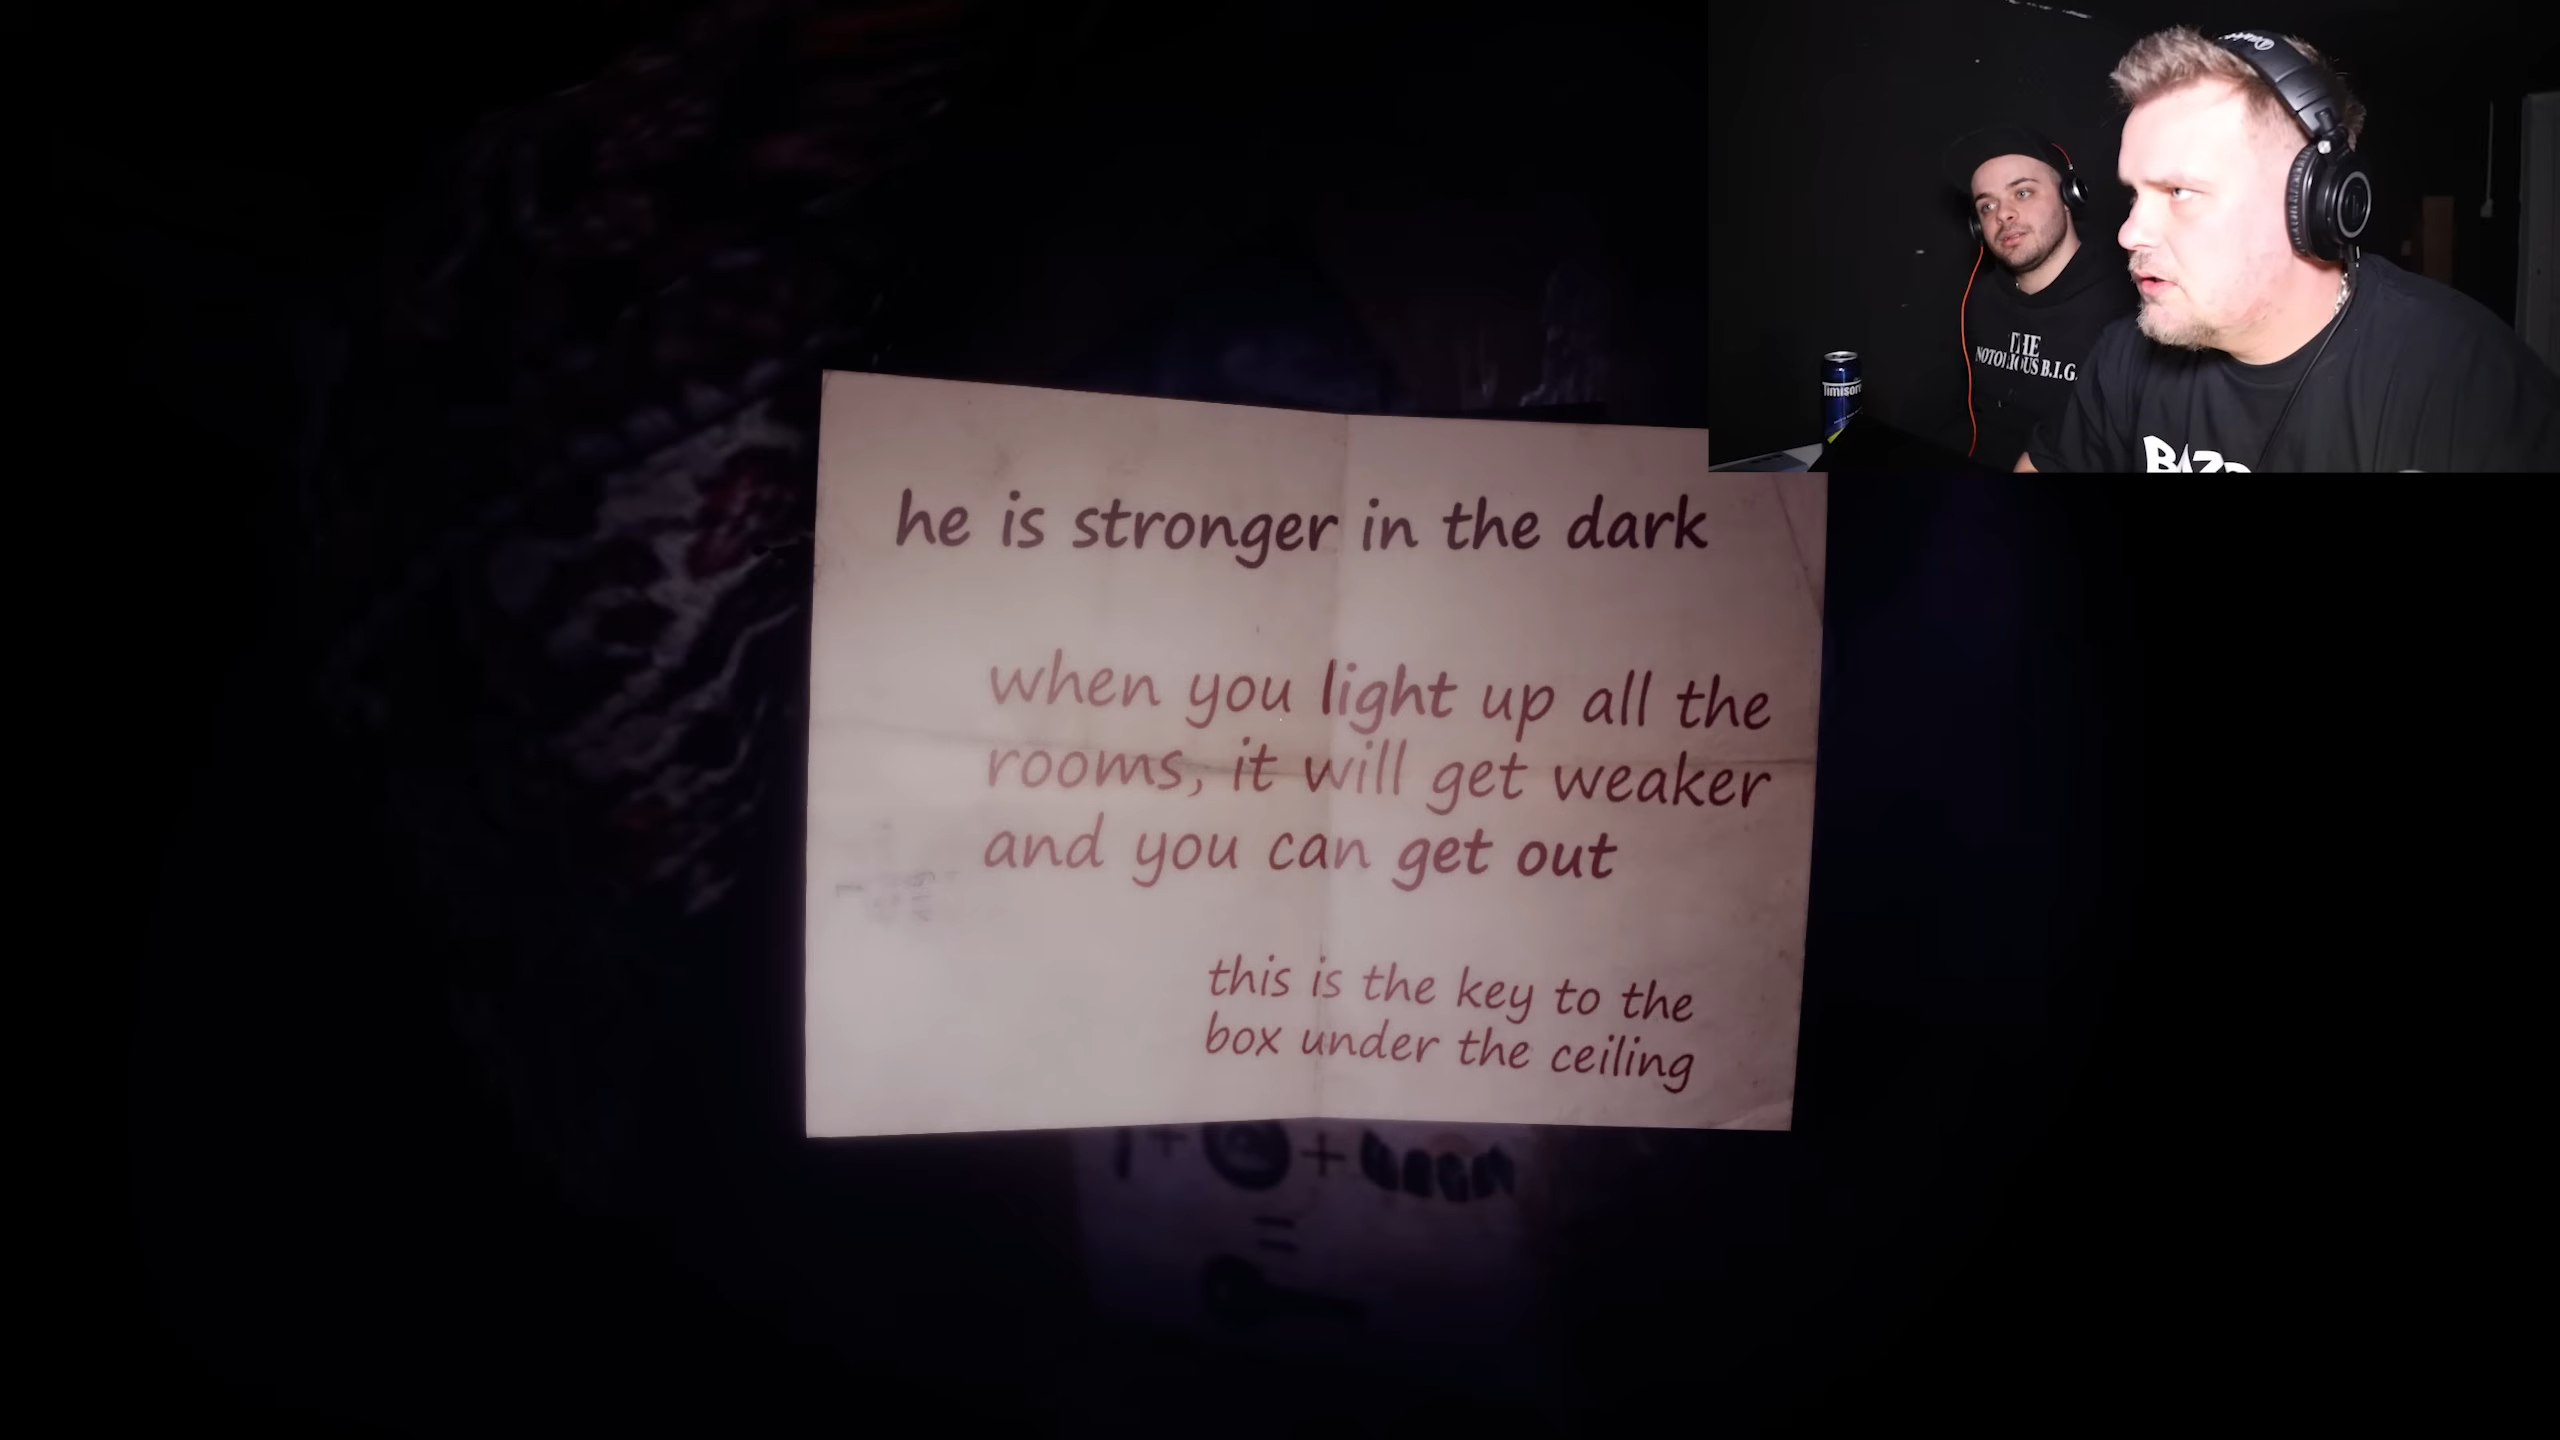 he is stronger in the dark
when you light up all the
rooms, it will get weaker
and you can get out
this is the key to the
box under the ceiling
THE
NOTORIOUS B.I.G.